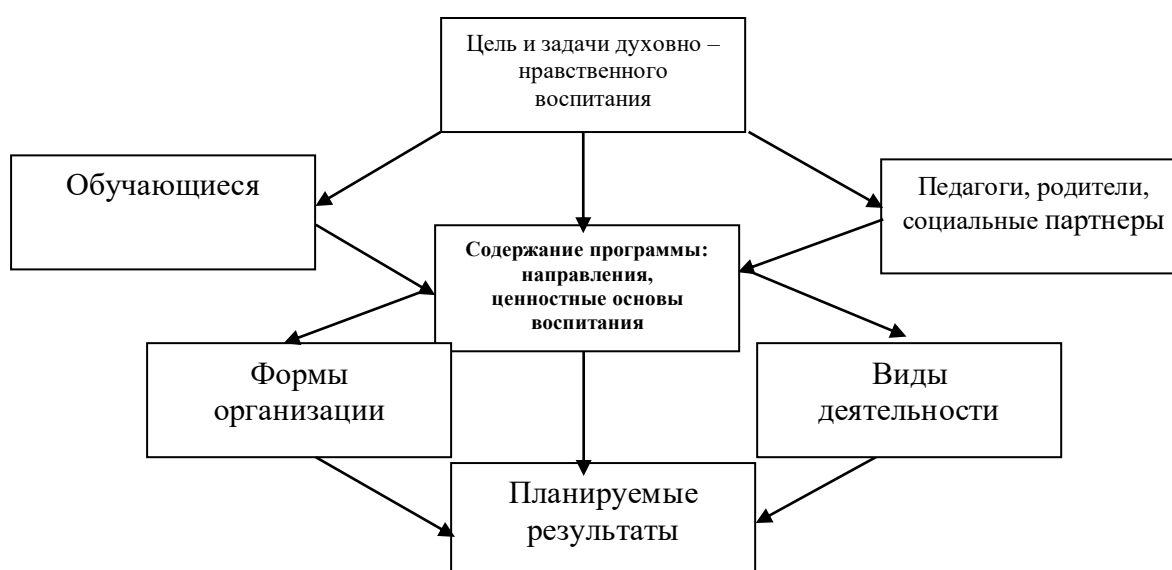 Цель и задачи духовно –
нравственного
воспитания
Обучающиеся
Педагоги, родители,
социальные партнеры
Содержание программы:
направления,
ценностные основы
воспитания
Формы
организации
Виды
деятельности
Планируемые
результаты